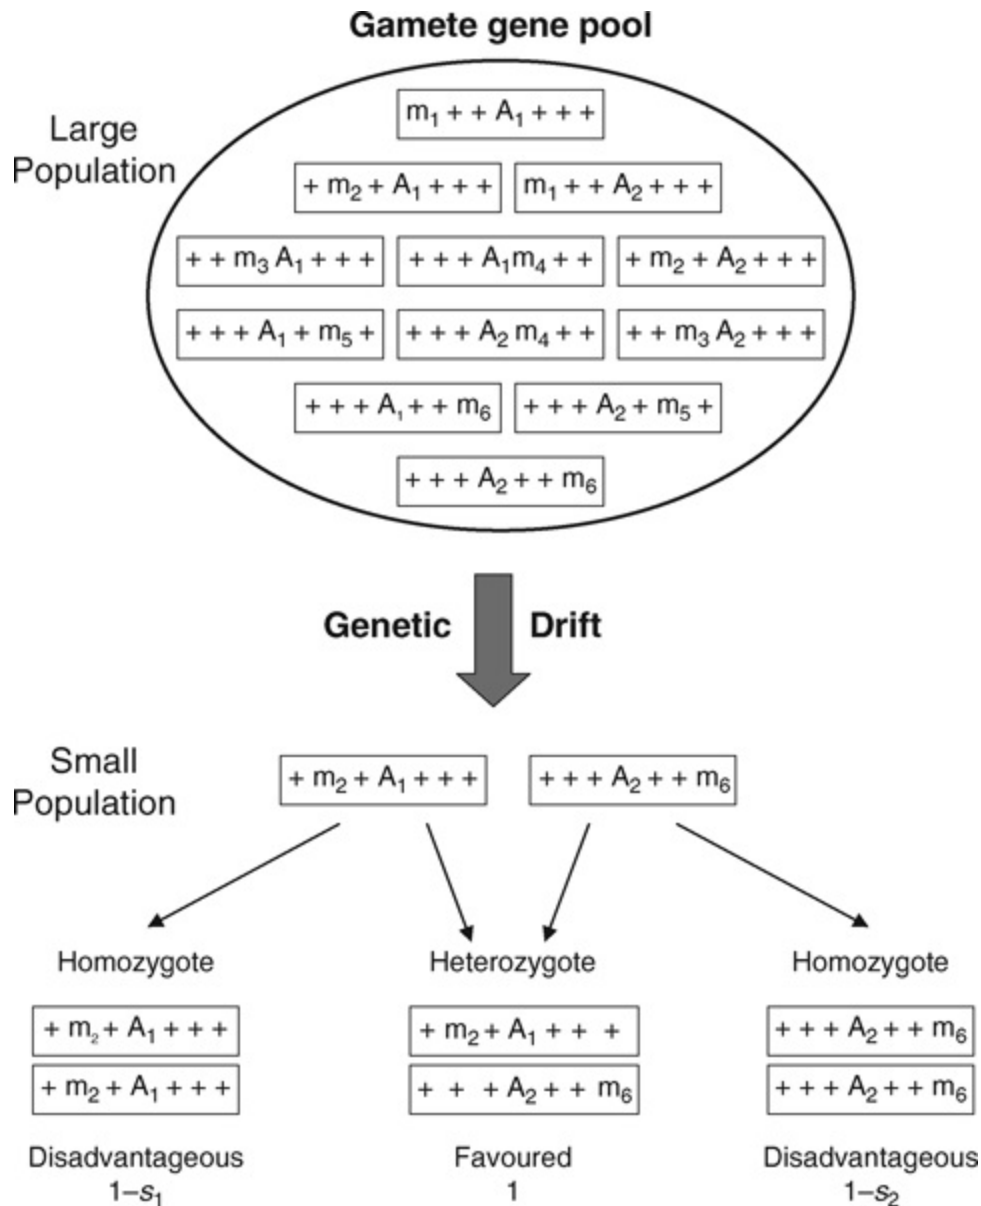 Gamete gene pool
Large
Population
m₁ + + A₁ + + +
+ m₂ + A₁ + + +
m₁ + + A₂ + + +
+ + m₃ A₁ + + +
+ + + A₁ m₄ + +
+ m₂ + A₂ + + +
+ + + A₁ + m₅ +
+ + + A₂ m₄ + +
+ + m₃ A₂ + + +
+ + + A₁ + + m₆
+ + + A₂ + m₅ +
+ + + A₂ + + m₆
Genetic Drift
Small
Population
+ m₂ + A₁ + + +
+ + + A₂ + + m₆
Homozygote
Heterozygote
Homozygote
+ m₂ + A₁ + + +
+ m₂ + A₁ + + +
+ + + A₂ + + m₆
+ m₂ + A₁ + + +
+ + + A₂ + + m₆
+ + + A₂ + + m₆
Disadvantageous
Favoured
Disadvantageous
1–s₁
1
1–s₂